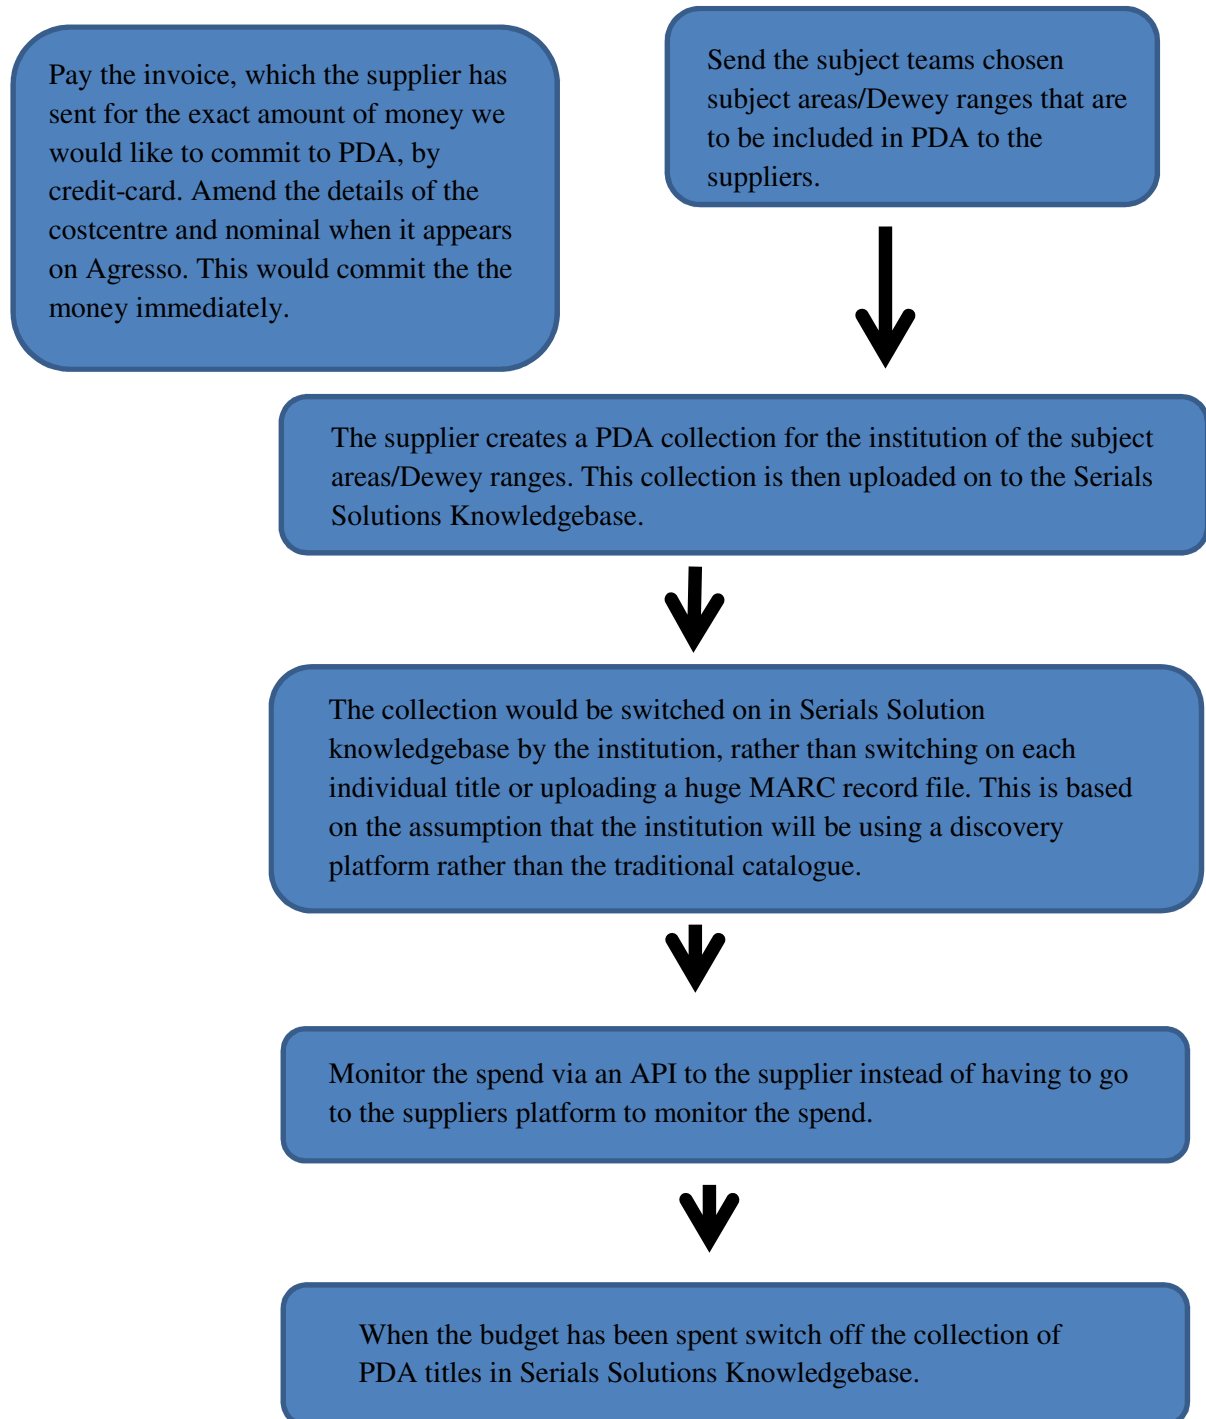 Pay the invoice, which the supplier has
sent for the exact amount of money we
would like to commit to PDA, by
credit-card. Amend the details of the
costcentre and nominal when it appears
on Agresso. This would commit the the
money immediately.
Send the subject teams chosen
subject areas/Dewey ranges that are
to be included in PDA to the
suppliers.
The supplier creates a PDA collection for the institution of the subject
areas/Dewey ranges. This collection is then uploaded on to the Serials
Solutions Knowledgebase.
The collection would be switched on in Serials Solution
knowledgebase by the institution, rather than switching on each
individual title or uploading a huge MARC record file. This is based
on the assumption that the institution will be using a discovery
platform rather than the traditional catalogue.
Monitor the spend via an API to the supplier instead of having to go
to the suppliers platform to monitor the spend.
When the budget has been spent switch off the collection of
PDA titles in Serials Solutions Knowledgebase.